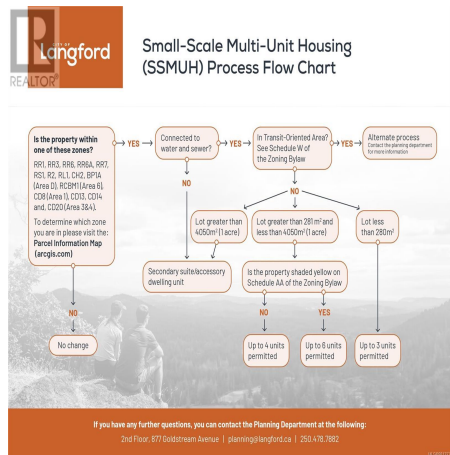 CITY OF
Langford
REALTOR®
Small-Scale Multi-Unit Housing
(SSMUH) Process Flow Chart
Is the property within
one of these zones?
RR1, RR3, RR6, RR6A, RR7,
RS1, R2, RL1, CH2, BP1A
(Area D), RCBM1 (Area 6),
CD8 (Area 1), CD13, CD14
and, CD20 (Area 3&4).
To determine which zone
you are in please visit the:
Parcel Information Map
(arcgis.com)
YES
Connected to
water and sewer?
YES
In Transit-Oriented Area?
See Schedule W of
the Zoning Bylaw
YES
Alternate process
Contact the planning department
for more information
NO
NO
Lot greater than
4050m² (1 acre)
Lot greater than 281 m² and
less than 4050m² (1 acre)
Lot less
than 280m²
Secondary suite/accessory
dwelling unit
Is the property shaded yellow on
Schedule AA of the Zoning Bylaw
NO
NO
YES
No change
Up to 4 units
permitted
Up to 6 units
permitted
Up to 3 units
permitted
If you have any further questions, you can contact the Planning Department at the following:
2nd Floor, 877 Goldstream Avenue | planning@langford.ca | 250.478.7882